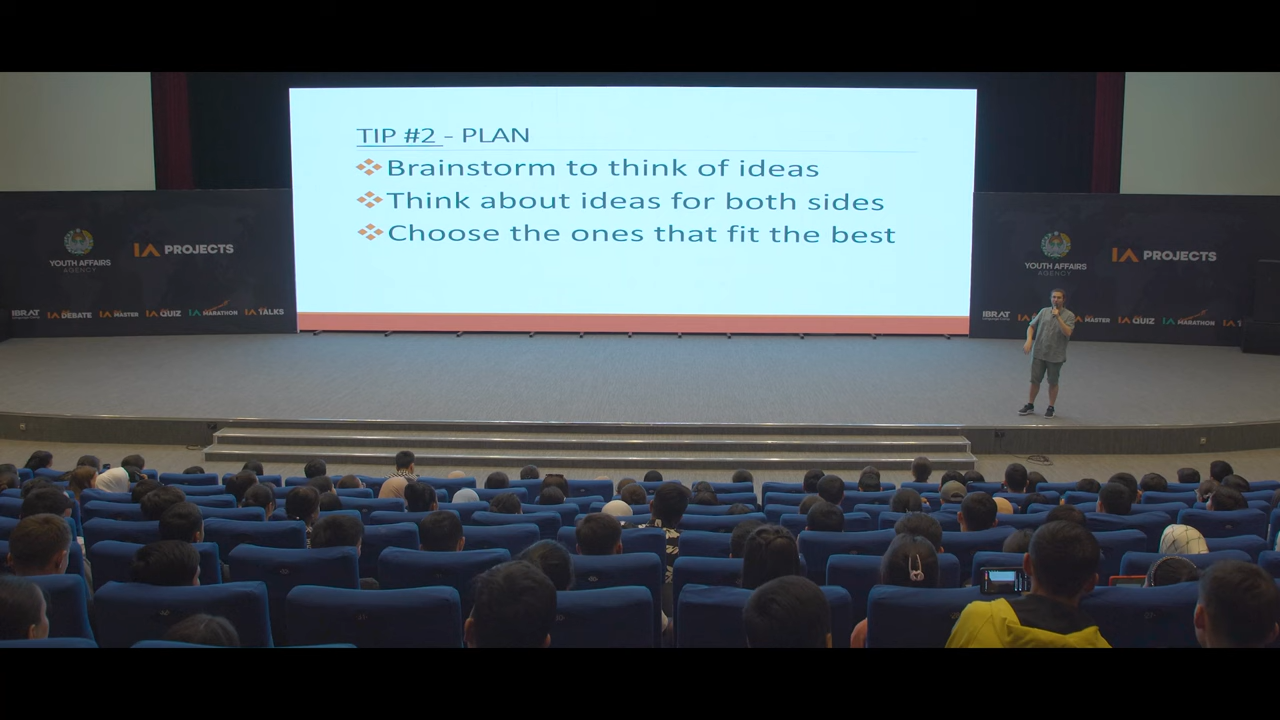 TIP #2 - PLAN
Brainstorm to think of ideas
Think about ideas for both sides
Choose the ones that fit the best
YOUTH AFFAIRS
AGENCY
IA PROJECTS
IBRAT
IA DEBATE
IA MASTER
IA QUIZ
IA MARATHON
IA TALKS
YOUTH AFFAIRS
AGENCY
IA PROJECTS
IBRAT
IA
MASTER
IA QUIZ
IA MARATHON